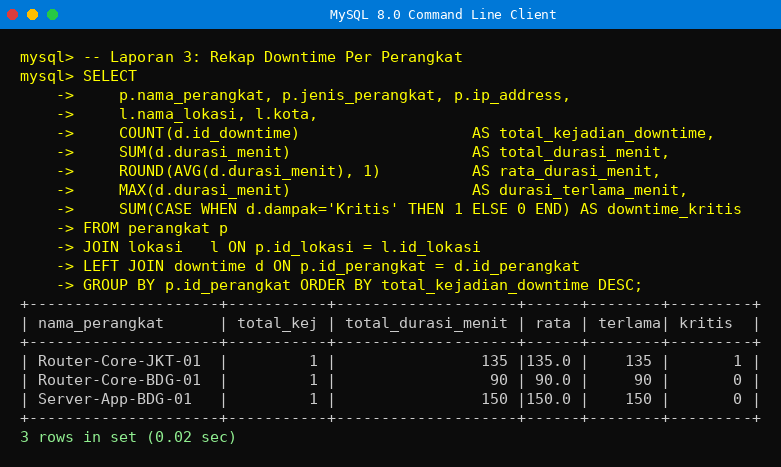 MySQL 8.0 Command Line Client
mysql> -- Laporan 3: Rekap Downtime Per Perangkat
mysql> SELECT
    ->     p.nama_perangkat, p.jenis_perangkat, p.ip_address,
    ->     l.nama_lokasi, l.kota,
    ->     COUNT(d.id_downtime)                   AS total_kejadian_downtime,
    ->     SUM(d.durasi_menit)                    AS total_durasi_menit,
    ->     ROUND(AVG(d.durasi_menit), 1)          AS rata_durasi_menit,
    ->     MAX(d.durasi_menit)                    AS durasi_terlama_menit,
    ->     SUM(CASE WHEN d.dampak='Kritis' THEN 1 ELSE 0 END) AS downtime_kritis
    -> FROM perangkat p
    -> JOIN lokasi   l ON p.id_lokasi = l.id_lokasi
    -> LEFT JOIN downtime d ON p.id_perangkat = d.id_perangkat
    -> GROUP BY p.id_perangkat ORDER BY total_kejadian_downtime DESC;
+---------------------+-----------+--------------------+------+--------+---------+
| nama_perangkat      | total_kej | total_durasi_menit | rata | terlama| kritis  |
+---------------------+-----------+--------------------+------+--------+---------+
| Router-Core-JKT-01  |         1 |                135 |135.0 |    135 |       1 |
| Router-Core-BDG-01  |         1 |                 90 | 90.0 |     90 |       0 |
| Server-App-BDG-01   |         1 |                150 |150.0 |    150 |       0 |
+---------------------+-----------+--------------------+------+--------+---------+
3 rows in set (0.02 sec)